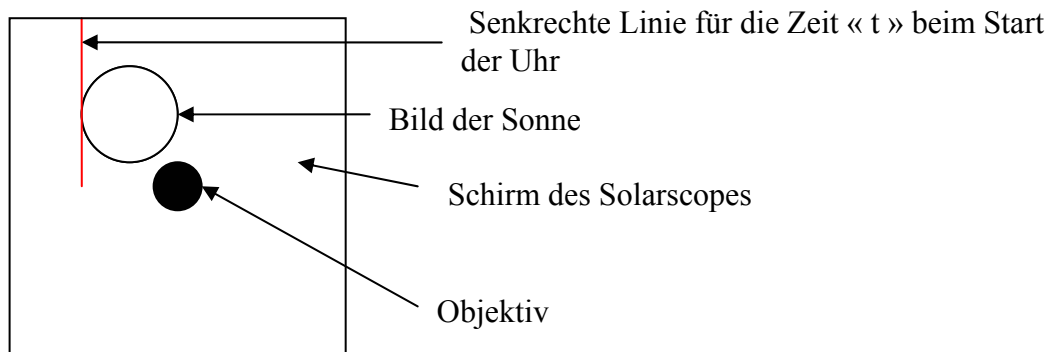 Senkrechte Linie für die Zeit « t » beim Start
der Uhr
Bild der Sonne
Schirm des Solarscopes
Objektiv